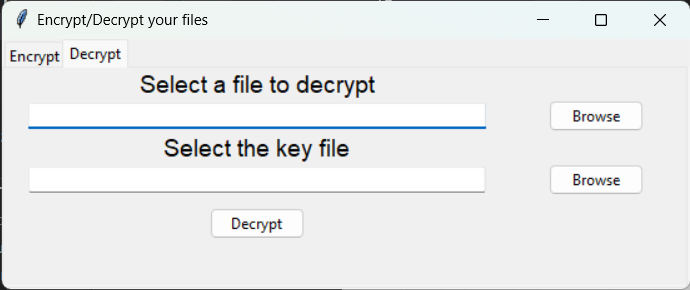 Encrypt/Decrypt your files
Encrypt Decrypt
Select a file to decrypt
Browse
Select the key file
Browse
Decrypt